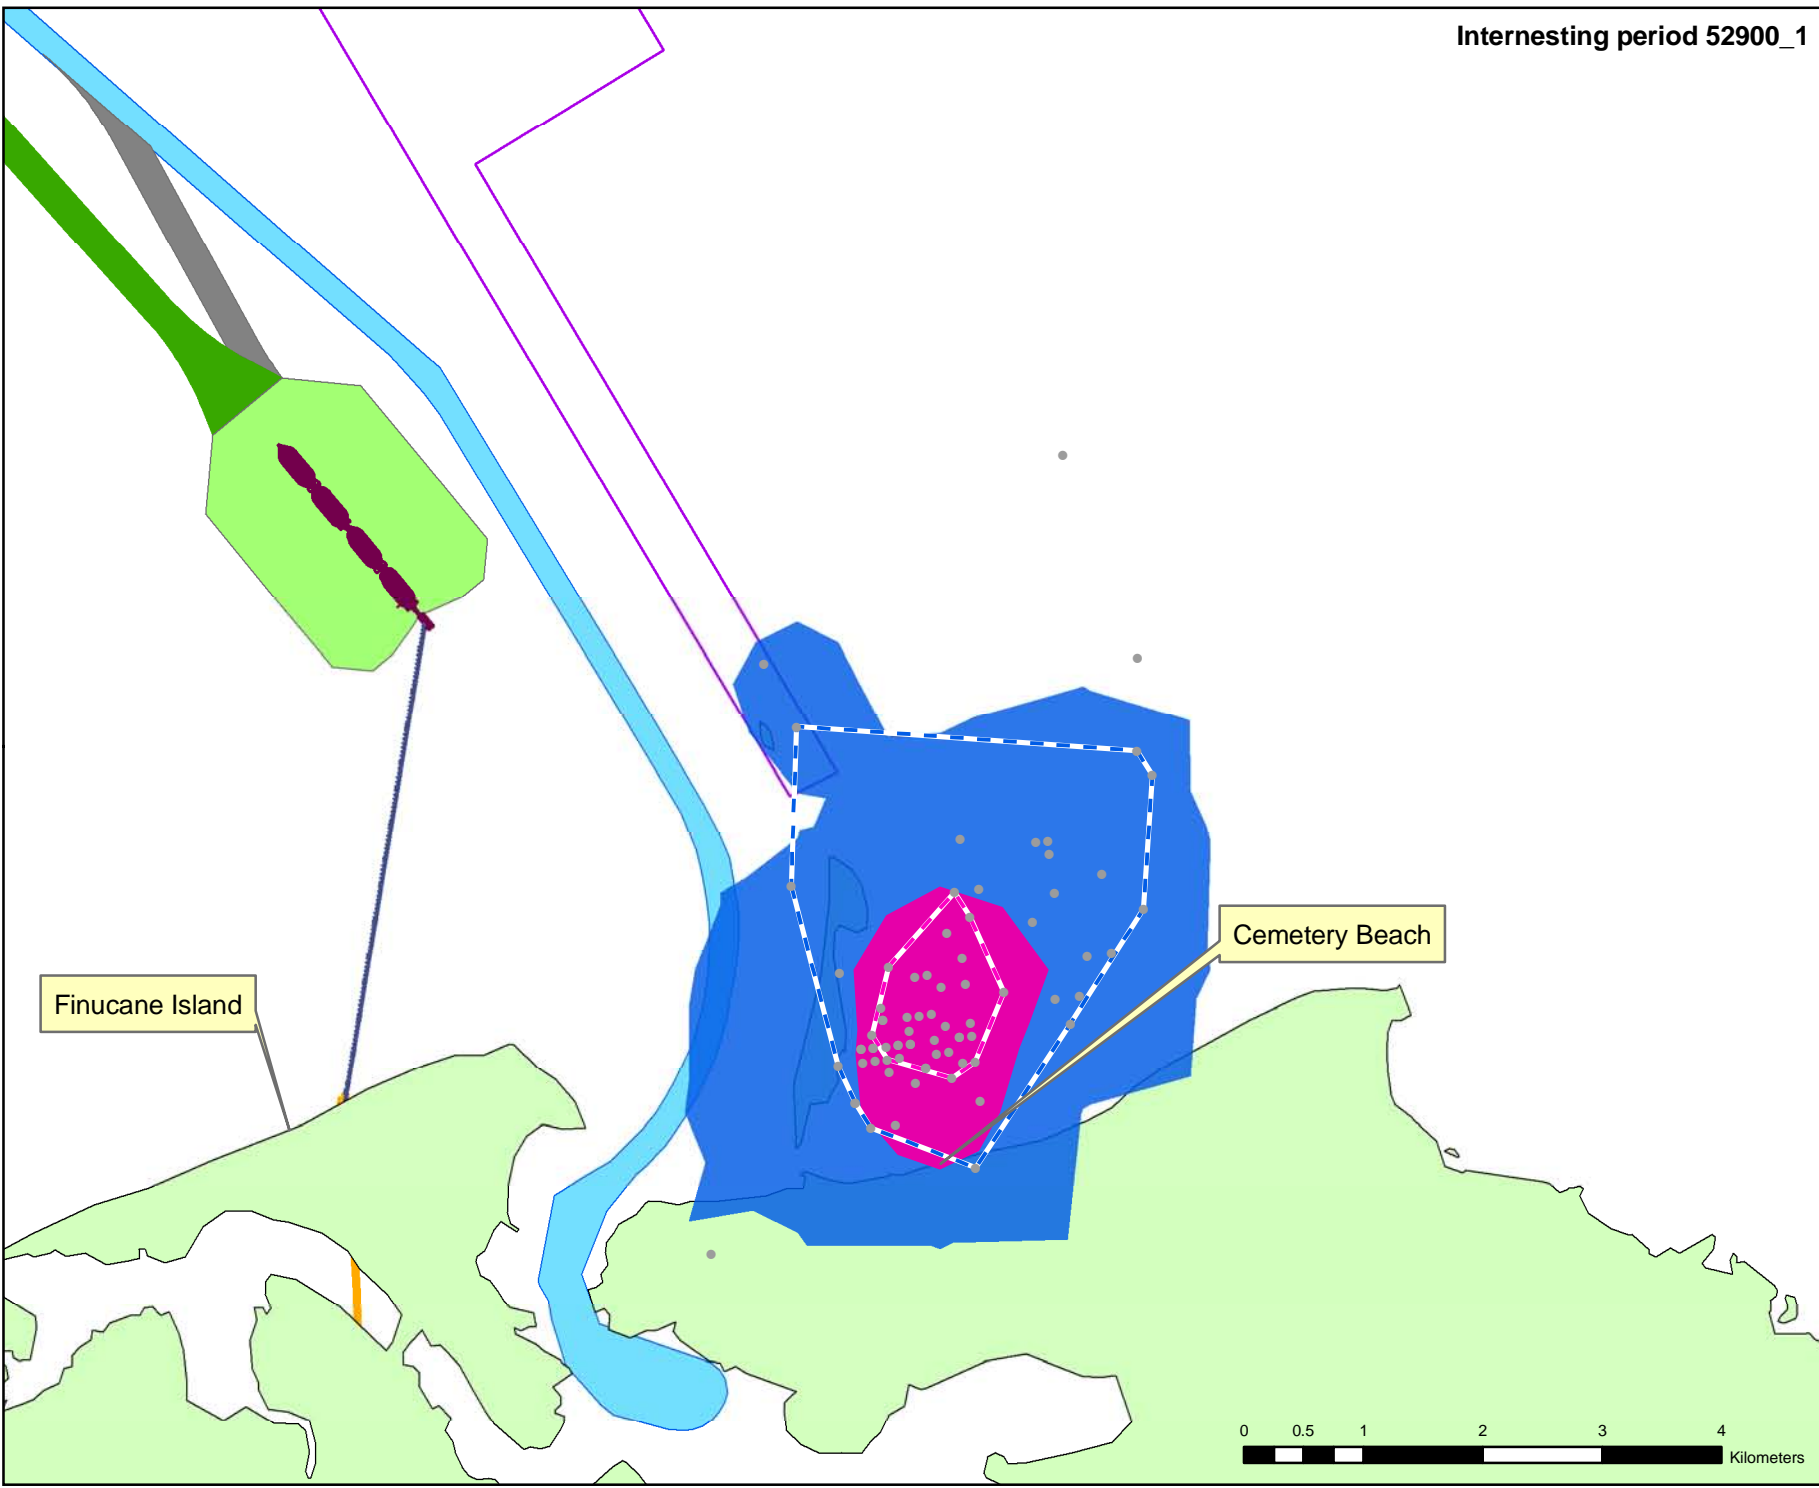 Internesting period 52900_1
Cemetery Beach
Finucane Island
0 0.5 1 2 3 4
Kilometers